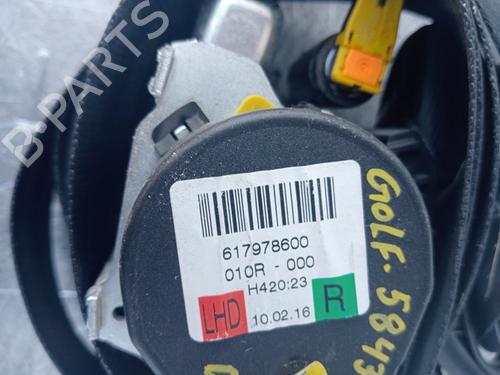 B-PARTS
617978600
010R - 000
H420:23
LHD 10.02.16 R
GOLF. 5843